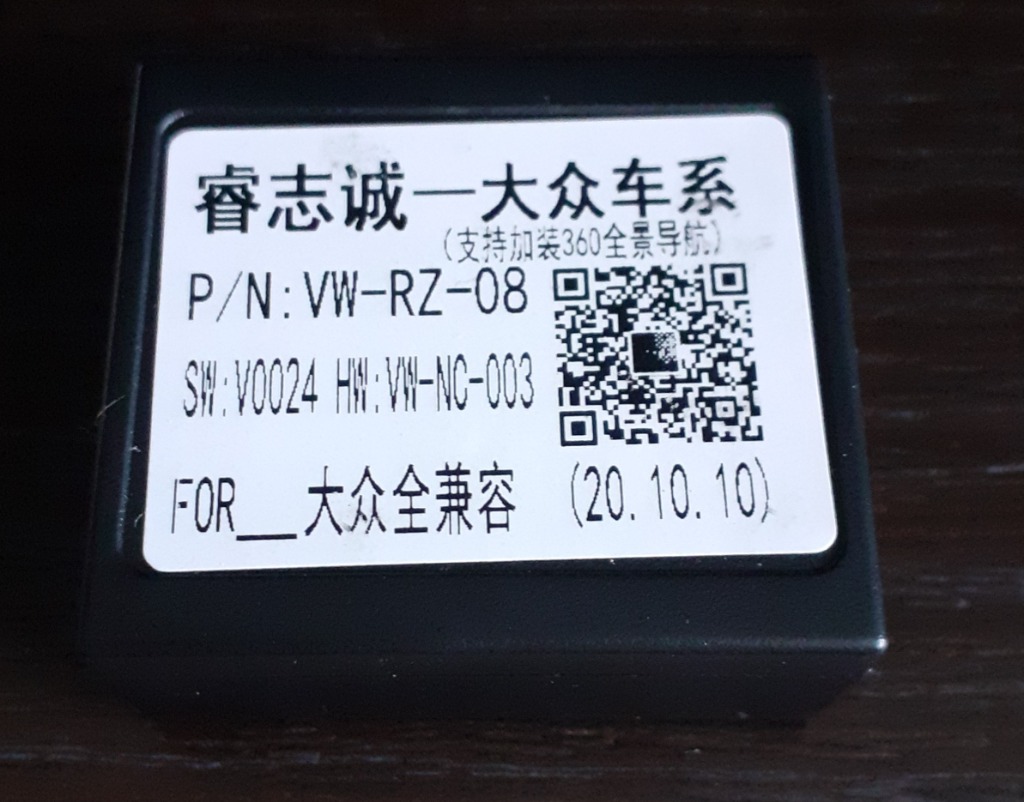 睿志诚一大众车系
(支持加装360全景导航)
P/N:VW-RZ-08
SW:V0024 HW:VW-NC-003
FOR__大众全兼容 (20.10.10)